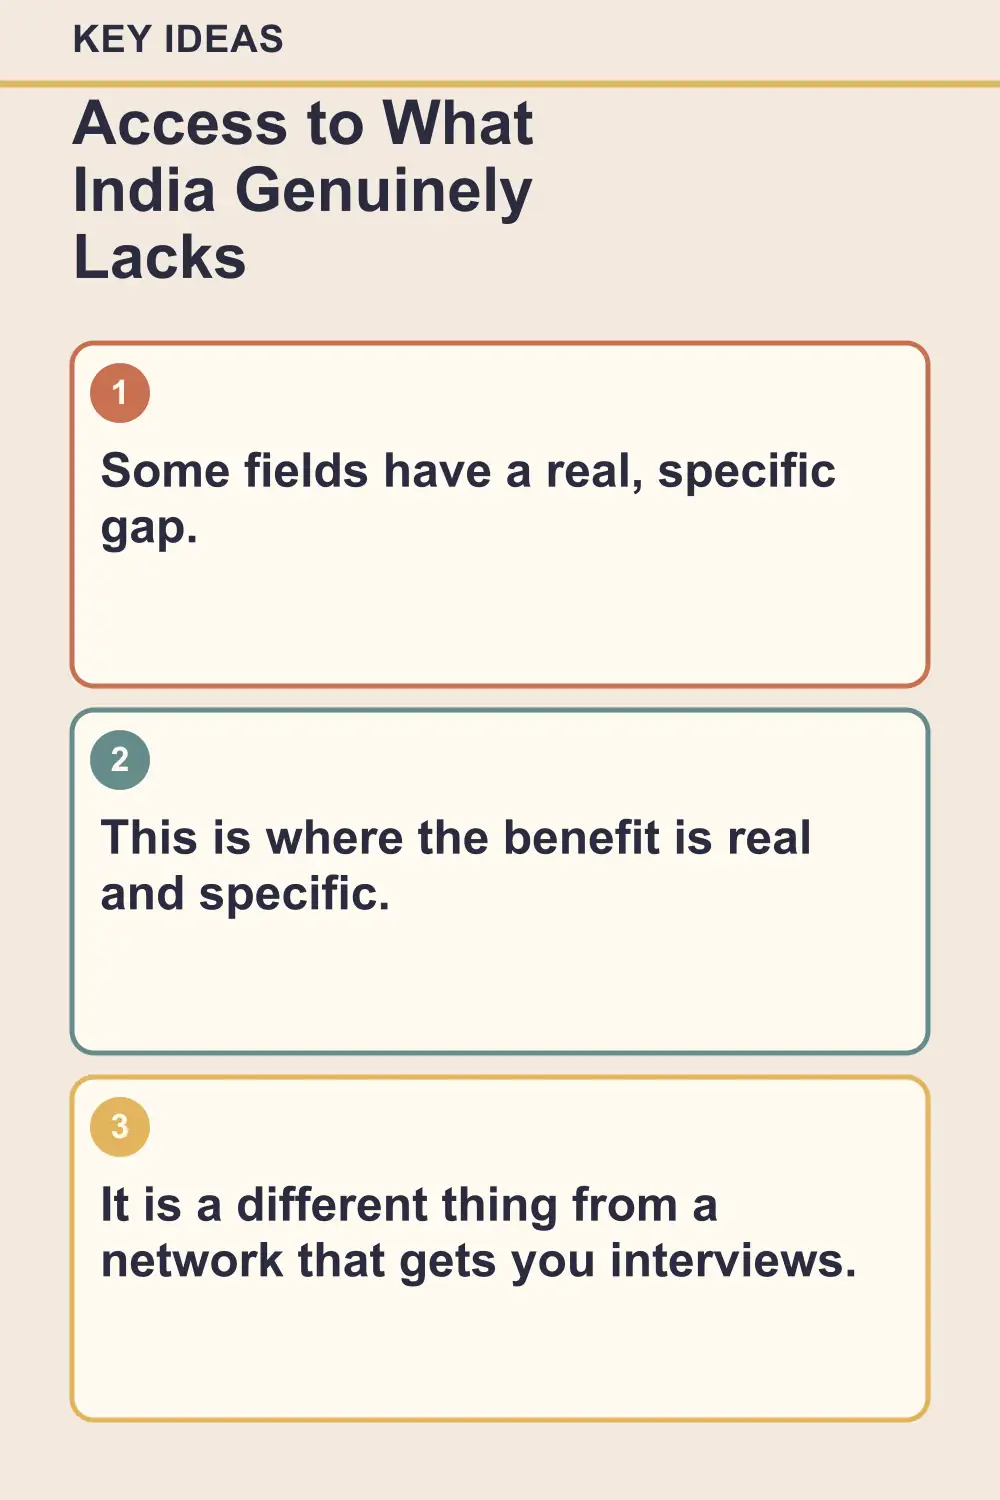 KEY IDEAS
Access to What
India Genuinely
Lacks
1
Some fields have a real, specific
gap.
2
This is where the benefit is real
and specific.
3
It is a different thing from a
network that gets you interviews.